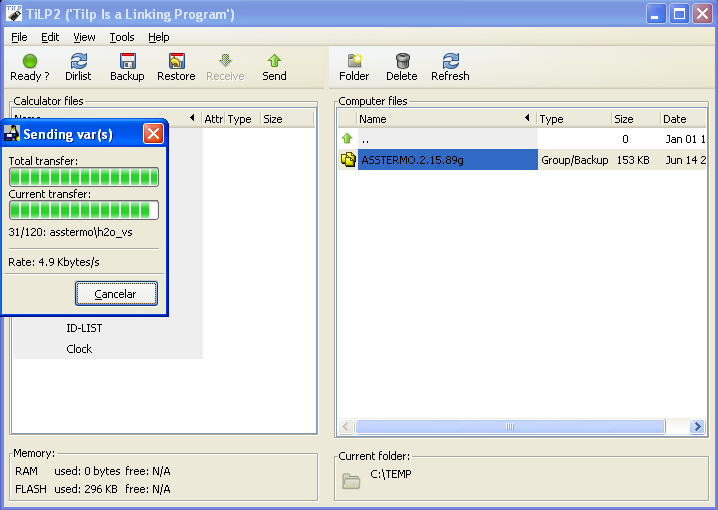 TiLP2 ('Tilp Is a Linking Program')
File Edit View Tools Help
Ready ? Dirlist Backup Restore Receive Send Folder Delete Refresh
Calculator files
Attr Type Size
Sending var(s)
Total transfer:
Current transfer:
31/120: asstermo\h2o_vs
Rate: 4.9 Kbytes/s
Cancelar
ID-LIST
Clock
Computer files
Name Type Size Date
.. 0 Jan 01 1
ASSTERMO.2.15.89g Group/Backup 153 KB Jun 14 2
Memory:
RAM used: 0 bytes free: N/A
FLASH used: 296 KB free: N/A
Current folder:
C:\TEMP